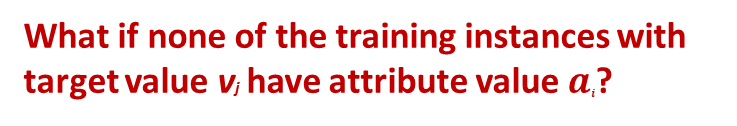 What if none of the training instances with
target value vⱼ have attribute value aᵢ?